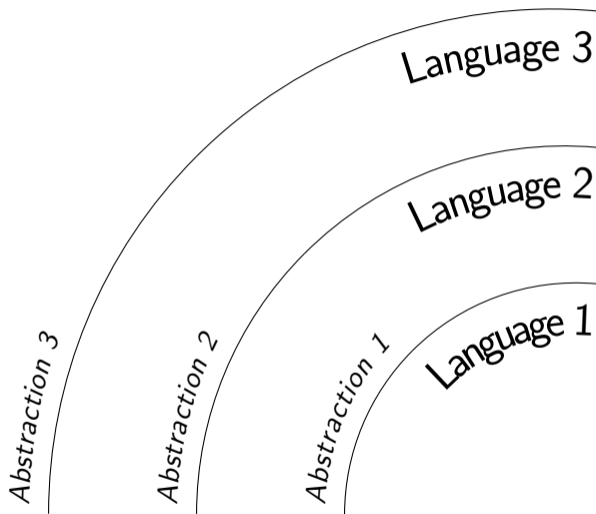 Language 3
Language 2
Language 1
Abstraction 3
Abstraction 2
Abstraction 1